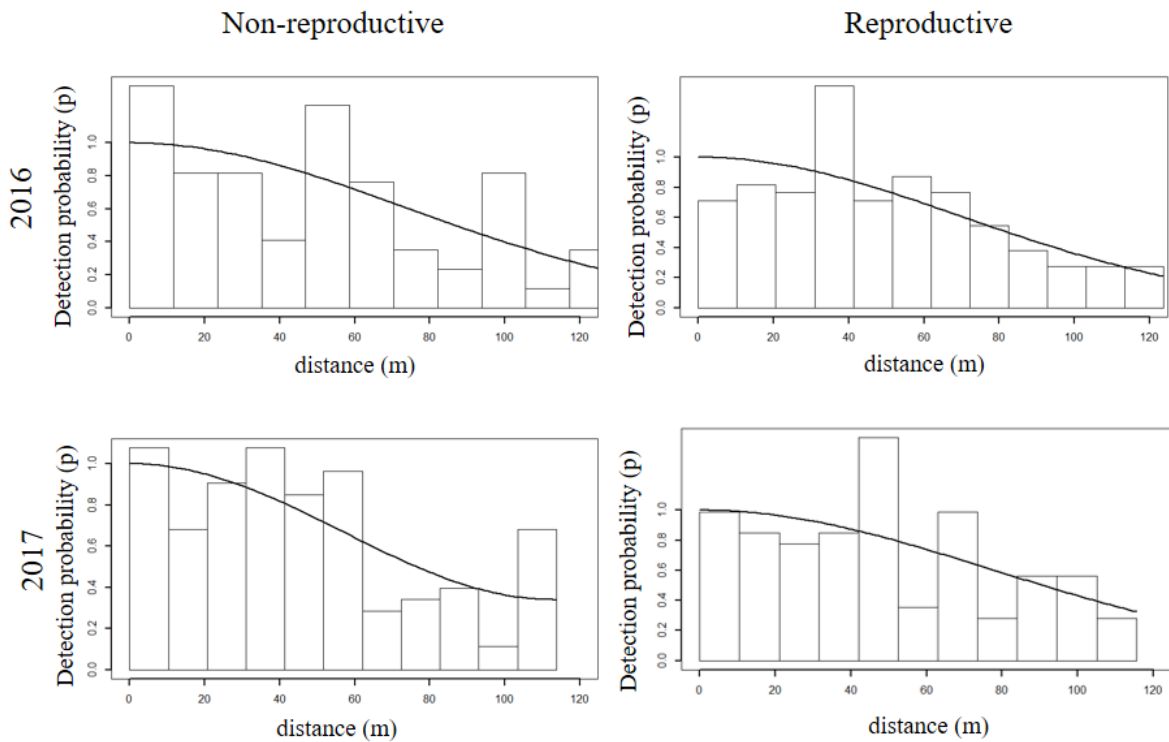 Non-reproductive
Reproductive
2016
Detection probability (p)
0.0 0.2 0.4 0.6 0.8 1.0
0 20 40 60 80 100 120
distance (m)
Detection probability (p)
0.0 0.2 0.4 0.6 0.8 1.0
0 20 40 60 80 100 120
distance (m)
2017
Detection probability (p)
0.0 0.2 0.4 0.6 0.8 1.0
0 20 40 60 80 100 120
distance (m)
Detection probability (p)
0.0 0.2 0.4 0.6 0.8 1.0
0 20 40 60 80 100 120
distance (m)